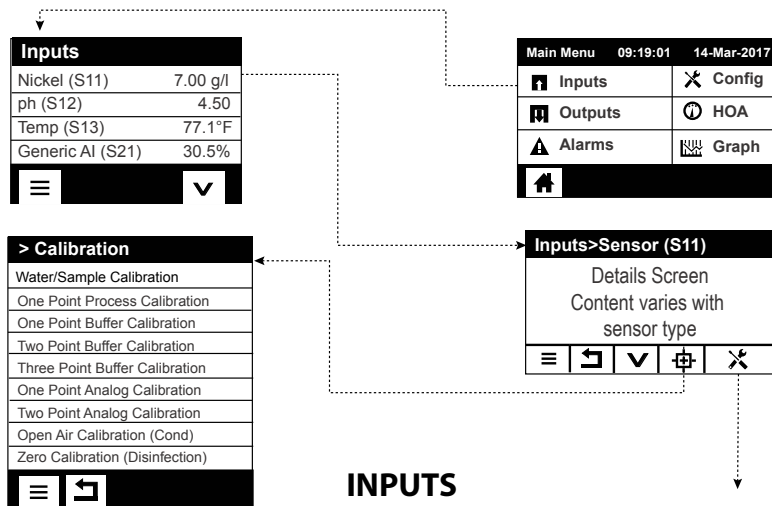 Inputs
Nickel (S11) 7.00 g/l
ph (S12) 4.50
Temp (S13) 77.1°F
Generic AI (S21) 30.5%
Main Menu 09:19:01 14-Mar-2017
Inputs Config
Outputs HOA
Alarms Graph
> Calibration
Water/Sample Calibration
One Point Process Calibration
One Point Buffer Calibration
Two Point Buffer Calibration
Three Point Buffer Calibration
One Point Analog Calibration
Two Point Analog Calibration
Open Air Calibration (Cond)
Zero Calibration (Disinfection)
Inputs>Sensor (S11)
Details Screen
Content varies with
sensor type
INPUTS